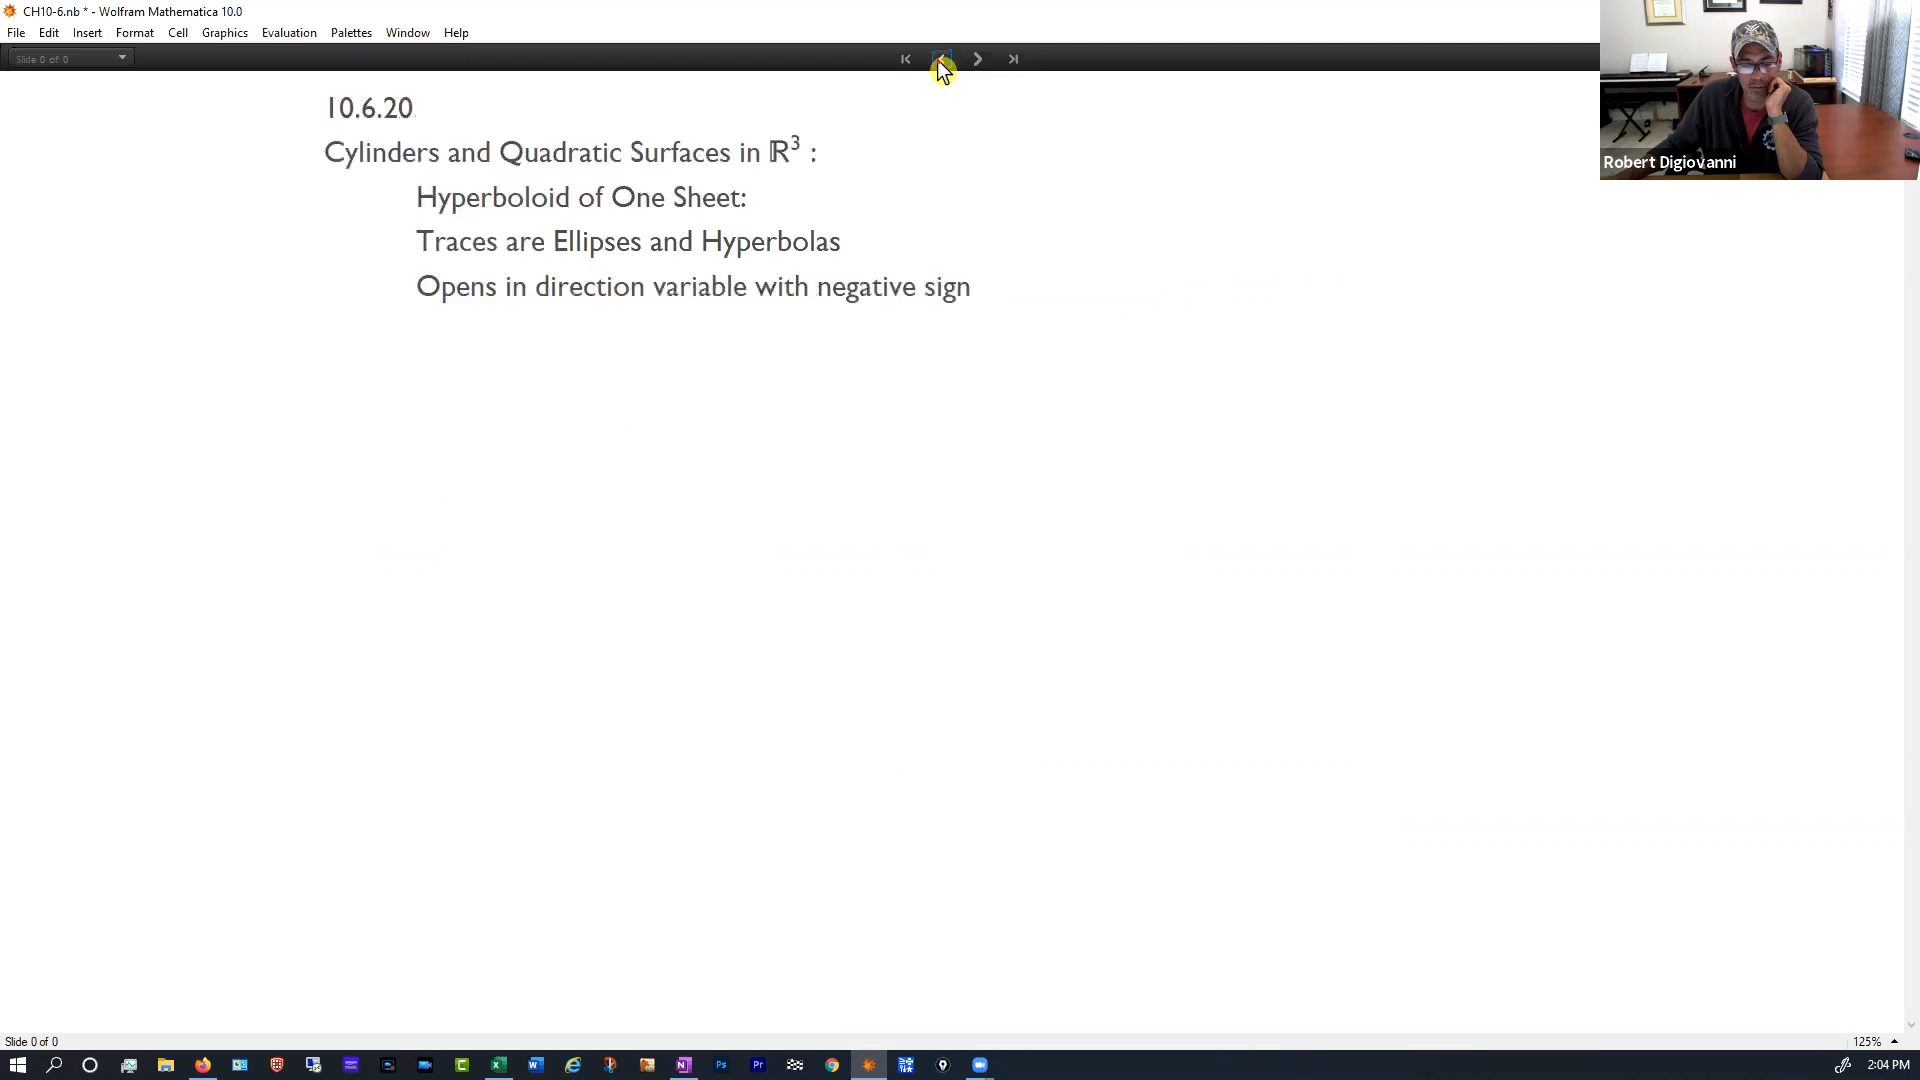 CH10-6.nb * - Wolfram Mathematica 10.0
File Edit Insert Format Cell Graphics Evaluation Palettes Window Help
Slide 0 of 0
10.6.20
Cylinders and Quadratic Surfaces in ℝ³ :
Hyperboloid of One Sheet:
Traces are Ellipses and Hyperbolas
Opens in direction variable with negative sign
Robert Digiovanni
Slide 0 of 0
125%
2:04 PM